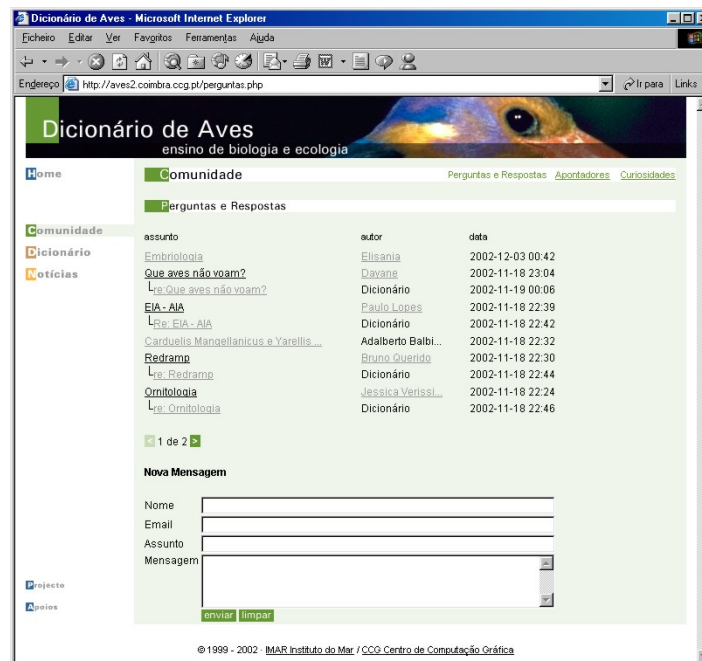 Dicionário de Aves - Microsoft Internet Explorer
Ficheiro Editar Ver Favoritos Ferramentas Ajuda
Endereço http://aves2.coimbra.ccg.pt/perguntas.php Ir para Links
Dicionário de Aves
ensino de biologia e ecologia
Home
Comunidade
Perguntas e Respostas Apontadores Curiosidades
Perguntas e Respostas
Comunidade
Dicionário
Notícias
assunto autor data
Embriologia Elisania 2002-12-03 00:42
Que aves não voam? Dayane 2002-11-18 23:04
re:Que aves não voam? Dicionário 2002-11-19 00:06
EIA - AIA Paulo Lopes 2002-11-18 22:39
Re: EIA - AIA Dicionário 2002-11-18 22:42
Carduelis Mangellanicus e Yarellis ... Adalberto Balbi... 2002-11-18 22:32
Redramp Bruno Querido 2002-11-18 22:30
re: Redramp Dicionário 2002-11-18 22:44
Ornitologia Jessica Verissi... 2002-11-18 22:24
re: Ornitologia Dicionário 2002-11-18 22:46
< 1 de 2 >
Nova Mensagem
Nome
Email
Assunto
Mensagem
enviar limpar
Projecto
Apoios
© 1999 - 2002 · IMAR Instituto do Mar / CCG Centro de Computação Gráfica